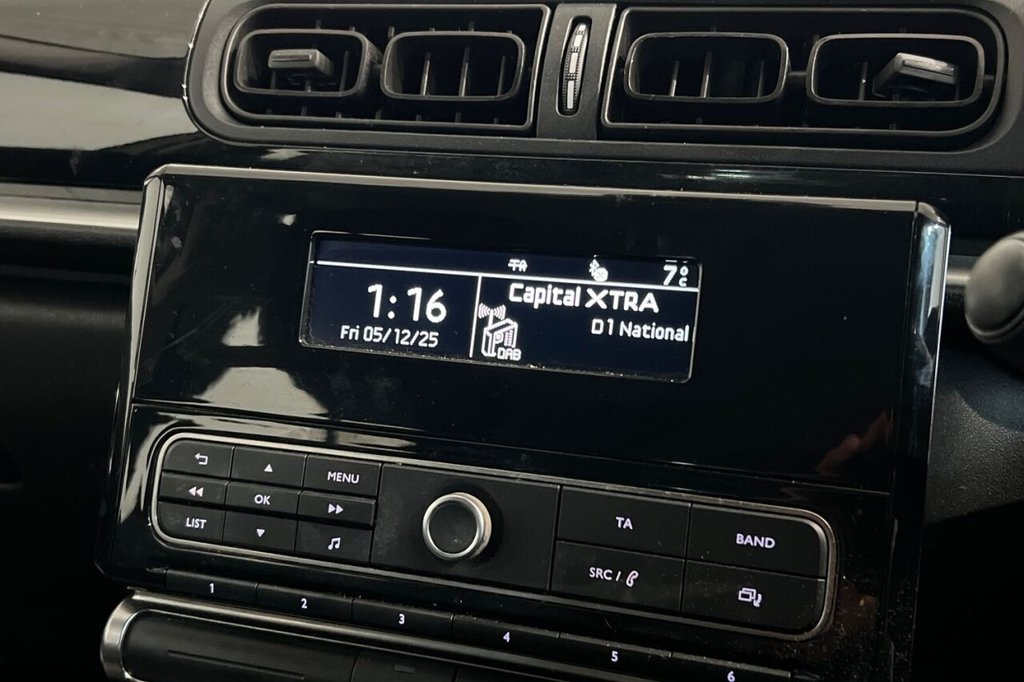 TA
7°C
1:16
Capital XTRA
Fri 05/12/25
D1 National
DAB
MENU
OK
LIST
TA
BAND
SRC /
1
2
3
4
5
6